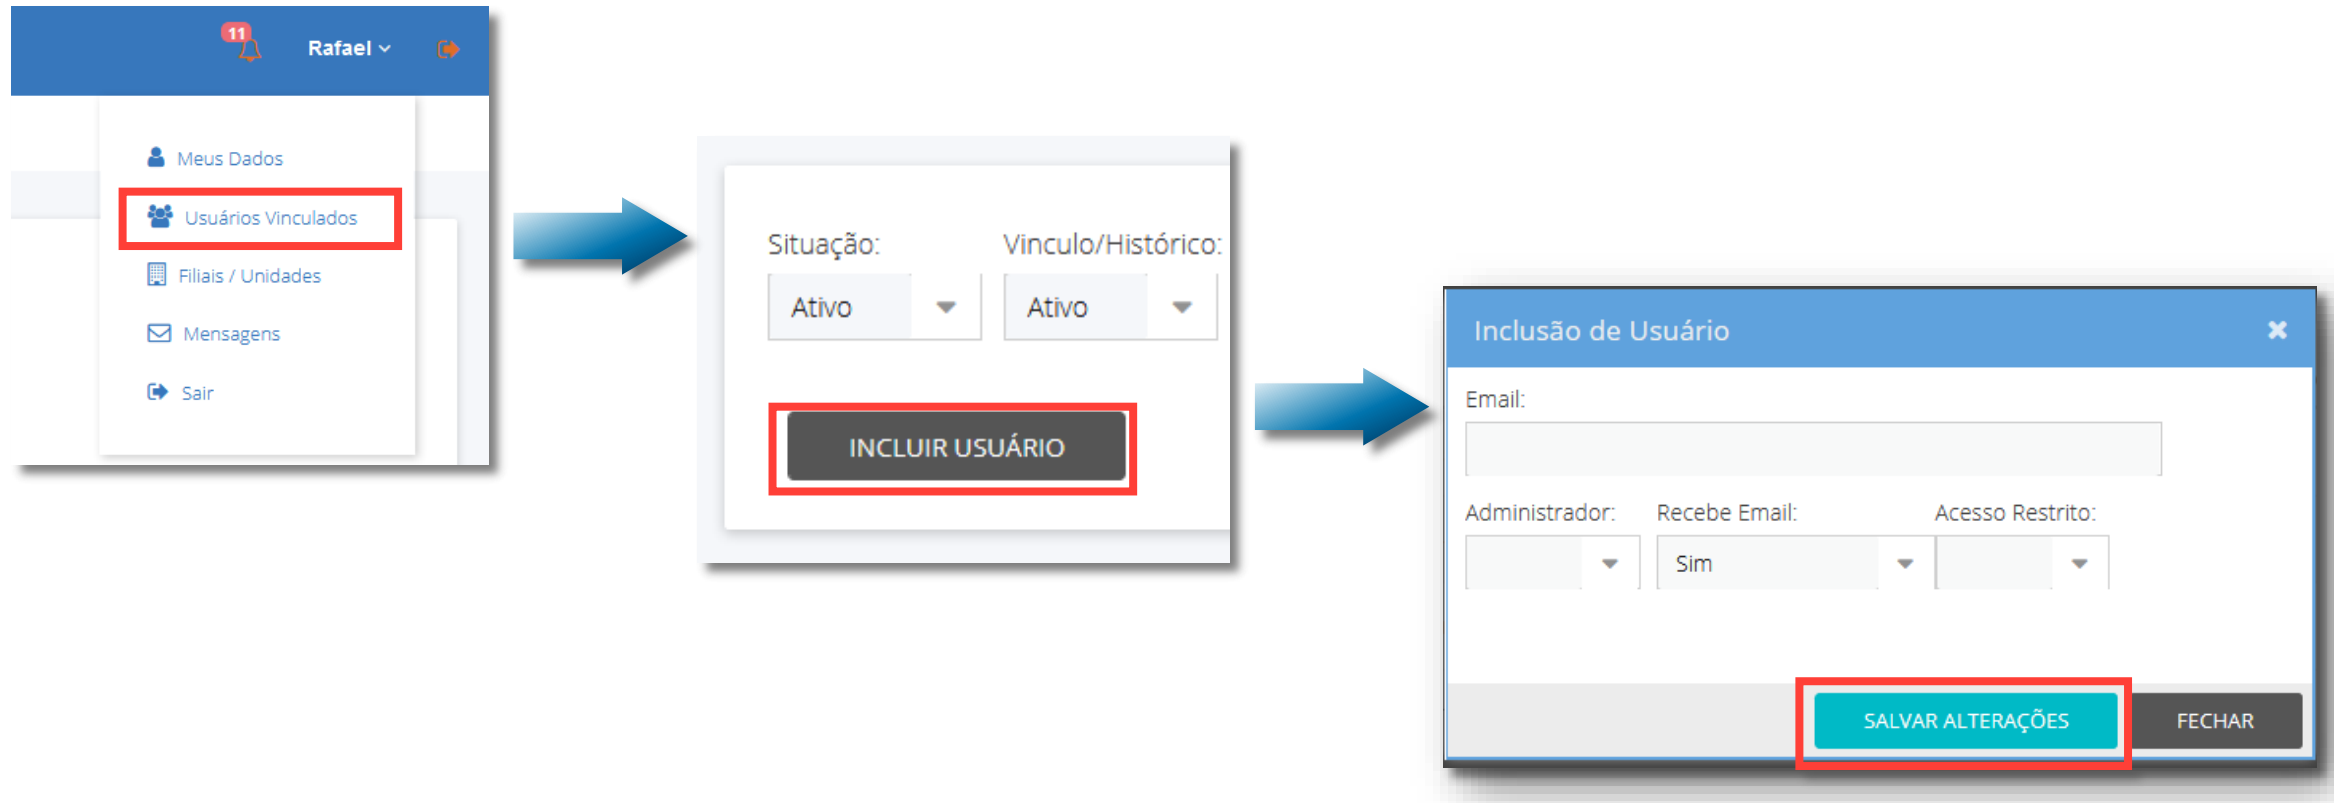 11
Rafael
Meus Dados
Usuários Vinculados
Filiais / Unidades
Mensagens
Sair
Situação: Vinculo/Histórico:
Ativo Ativo
INCLUIR USUÁRIO
Inclusão de Usuário
Email:
Administrador: Recebe Email: Acesso Restrito:
Sim
SALVAR ALTERAÇÕES FECHAR